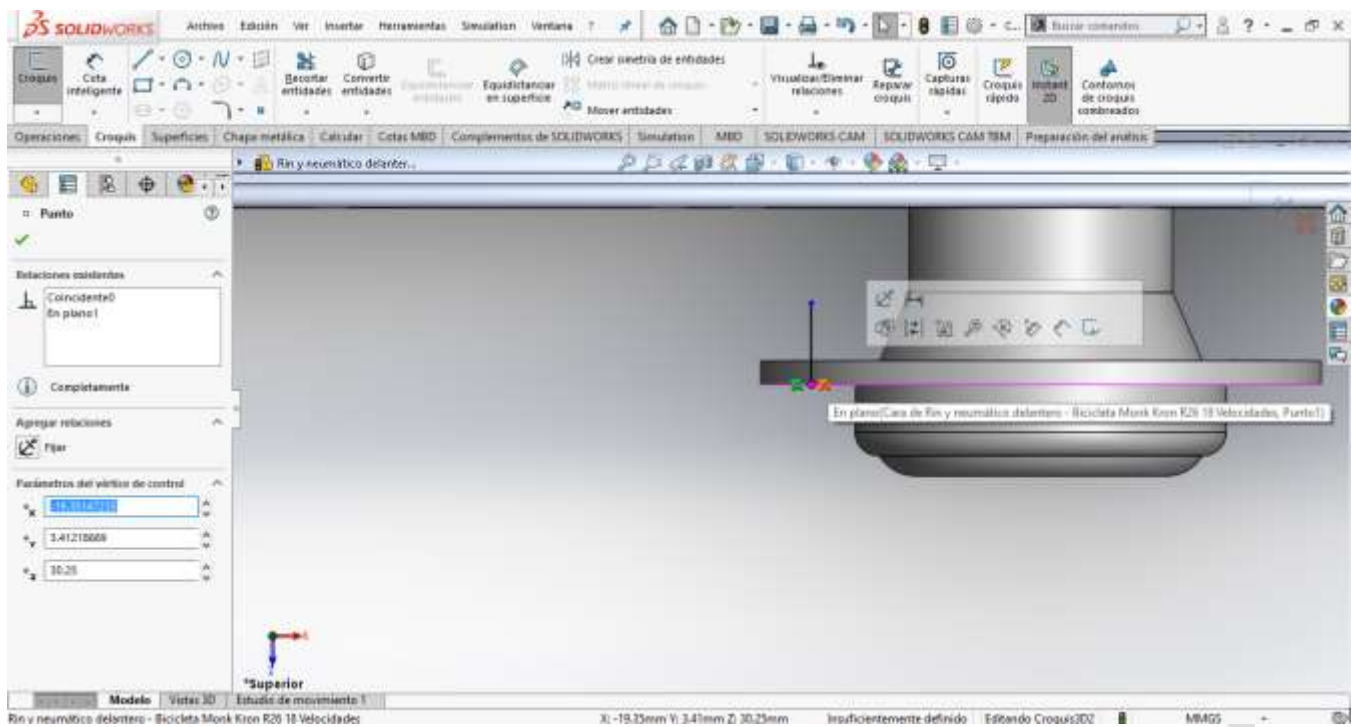 SOLIDWORKS Archivo Edición Ver Insertar Herramientas Simulation Ventana ? Buscar comandos
Croquis
Cota inteligente
Recortar entidades
Convertir entidades
Equidistanciar en superficie
Crear simetría de entidades
Mover entidades
Visualizar/Eliminar relaciones
Reparar croquis
Capturas rápidas
Croquis rápido
Instant 2D
Contornos de croquis combreados
Operaciones Croquis Superficies Chapa metálica Calcular Cotas MBD Complementos de SOLIDWORKS Simulation MBD SOLIDWORKS CAM SOLIDWORKS CAM TBM Preparación del análisis
Rin y neumático delanter...
Punto
Relaciones existentes
Coincidente0
En plano1
Completamente
Agregar relaciones
Fijar
Parámetros del vértice de control
3.41218669
30.25
En plano(Cara de Rin y neumático delantero - Bicicleta Monk Kron R26 18 Velocidades, Punto1)
*Superior
Modelo Vistas 3D Estudio de movimiento 1
Rin y neumático delantero - Bicicleta Monk Kron R26 18 Velocidades X: -19.35mm Y: 3.41mm Z: 30.25mm Insuficientemente definido Editando Croquis3D2 MMGS